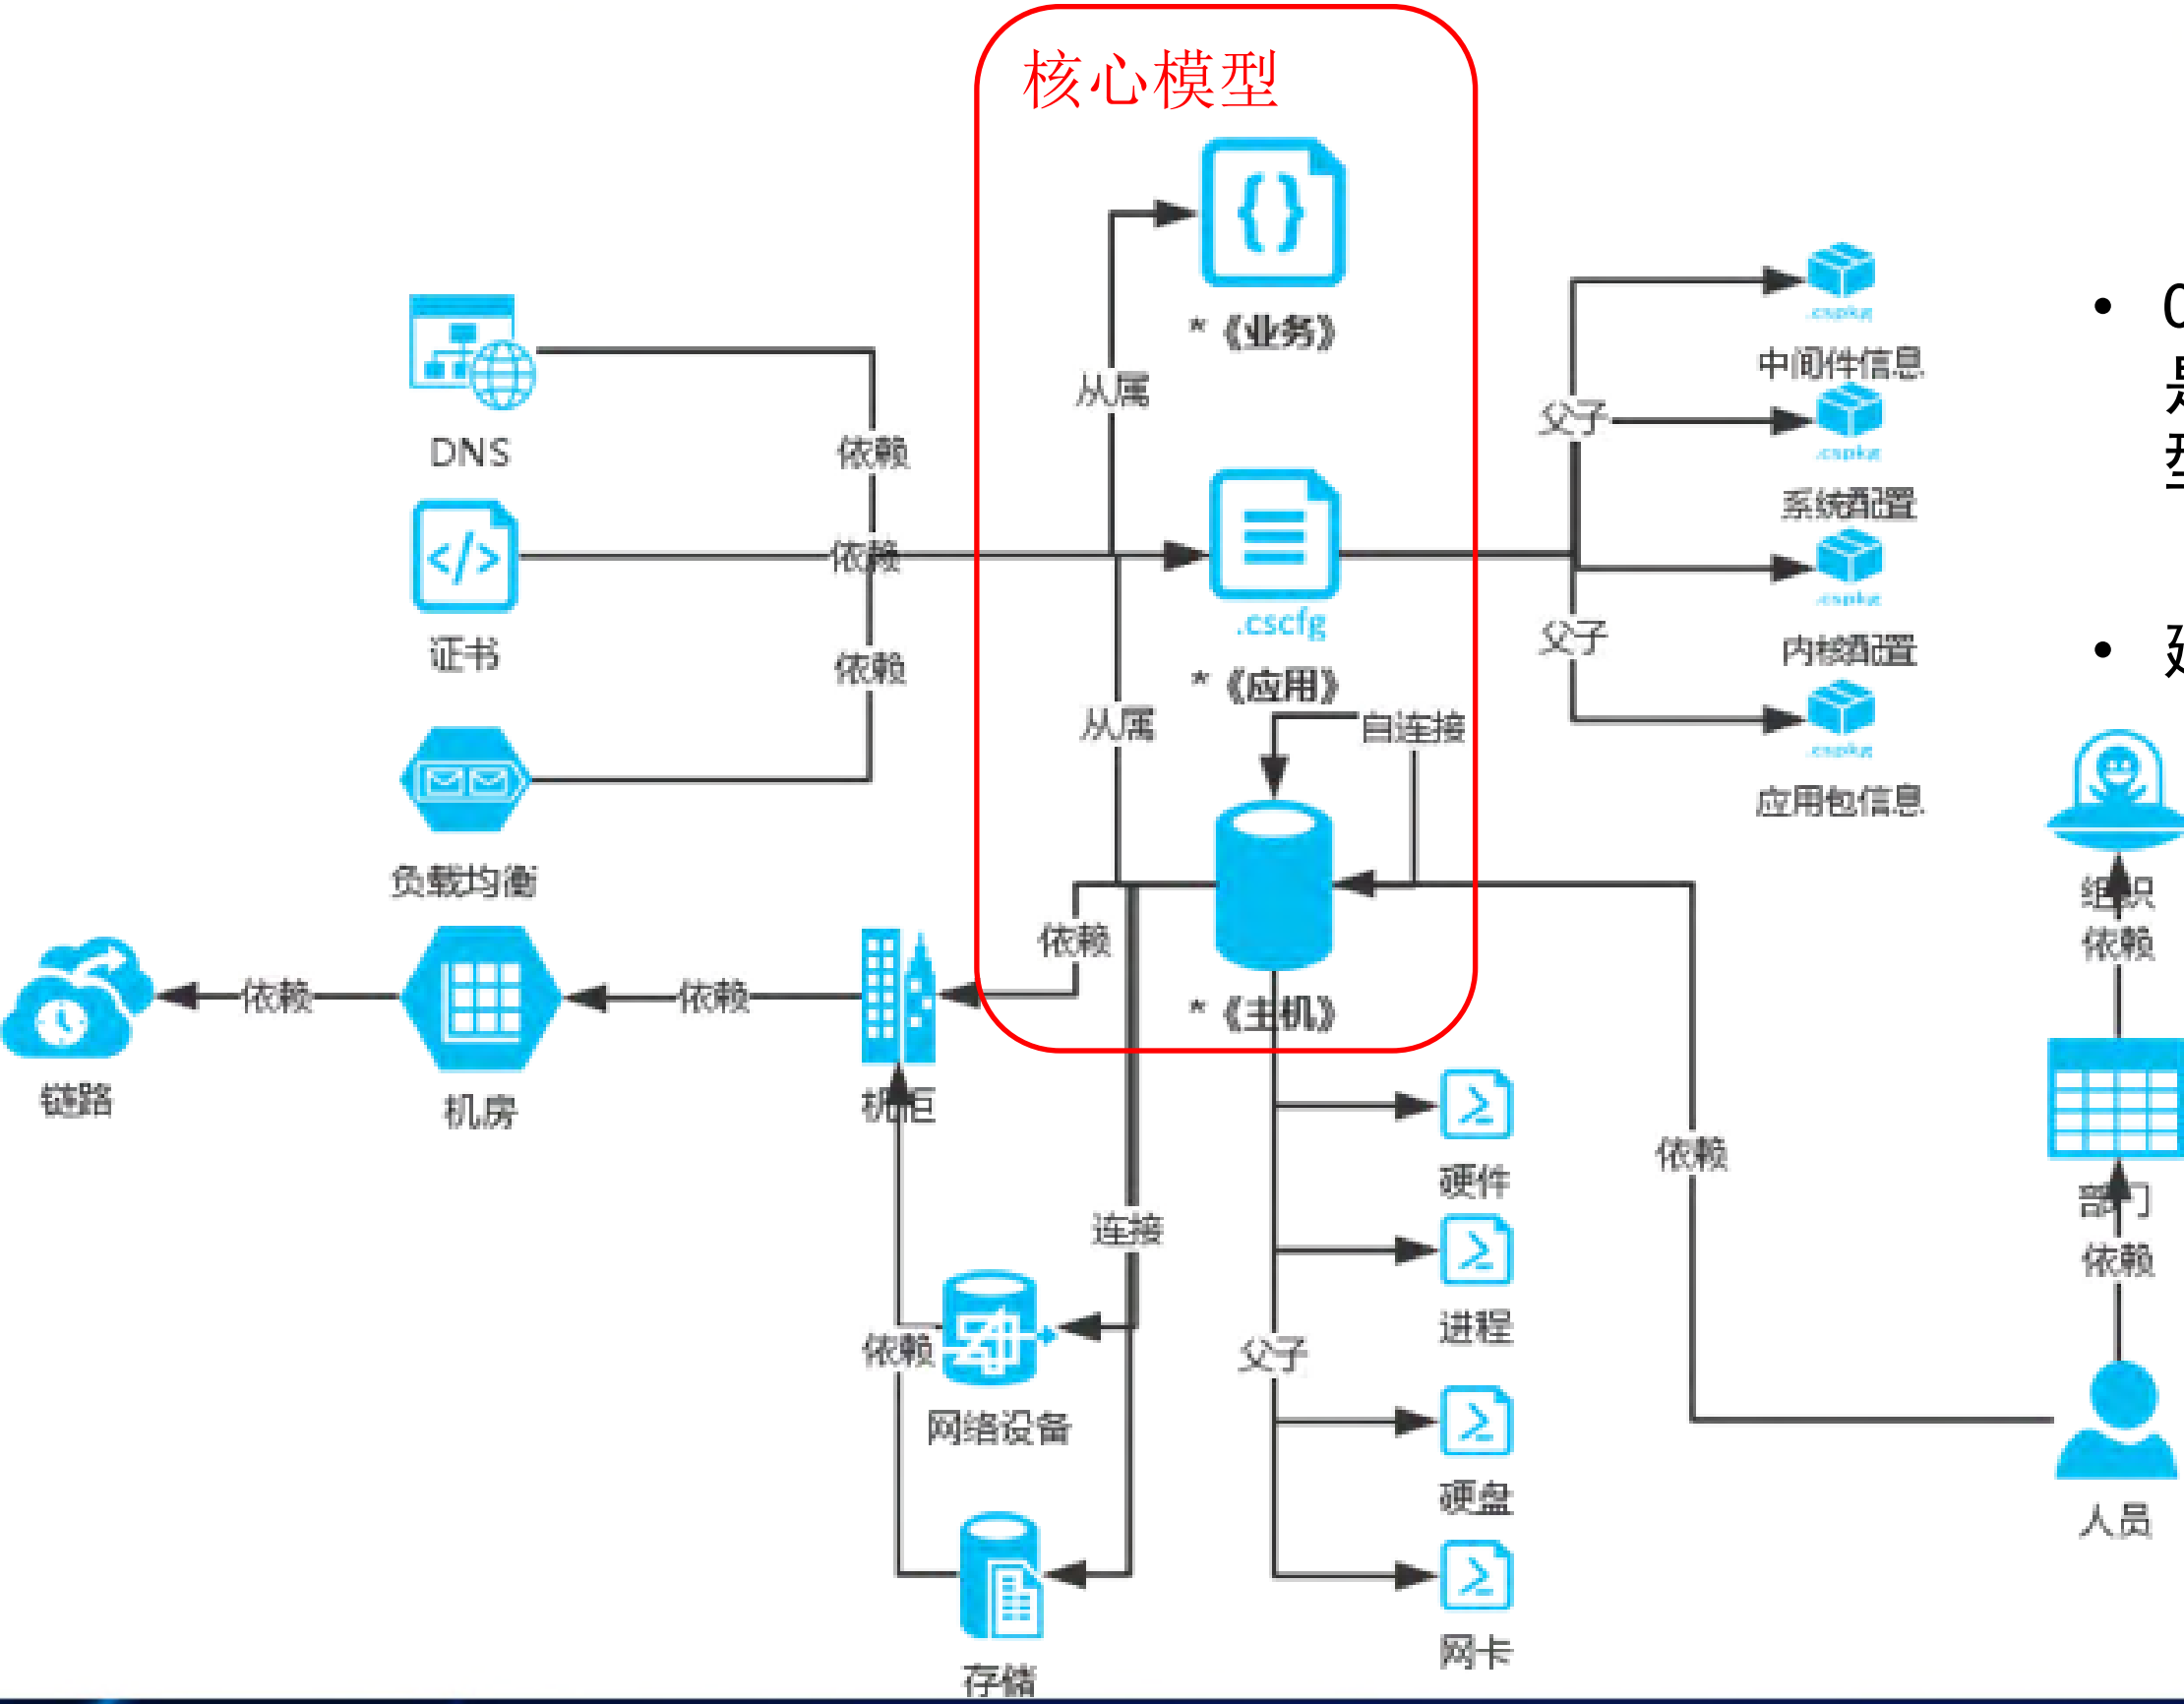 核心模型
*《业务》
从属
DNS
依赖
中间件信息
.cspkg
父子
系统配置
.cspkg
证书
依赖
.cscfg
*《应用》
依赖
从属
自连接
内核配置
.cspkg
父子
应用包信息
.cspkg
负载均衡
依赖
链路
依赖
机房
依赖
机柜
*《主机》
组织
依赖
部门
依赖
人员
依赖
连接
网络设备
依赖
存储
硬件
进程
父子
硬盘
网卡
是